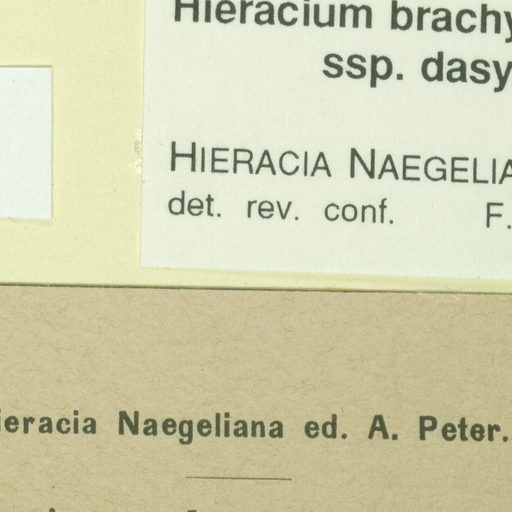 Hieracium brachy
ssp. dasy
HIERACIA NAEGELIA
det. rev. conf. F.
ieracia Naegeliana ed. A. Peter.